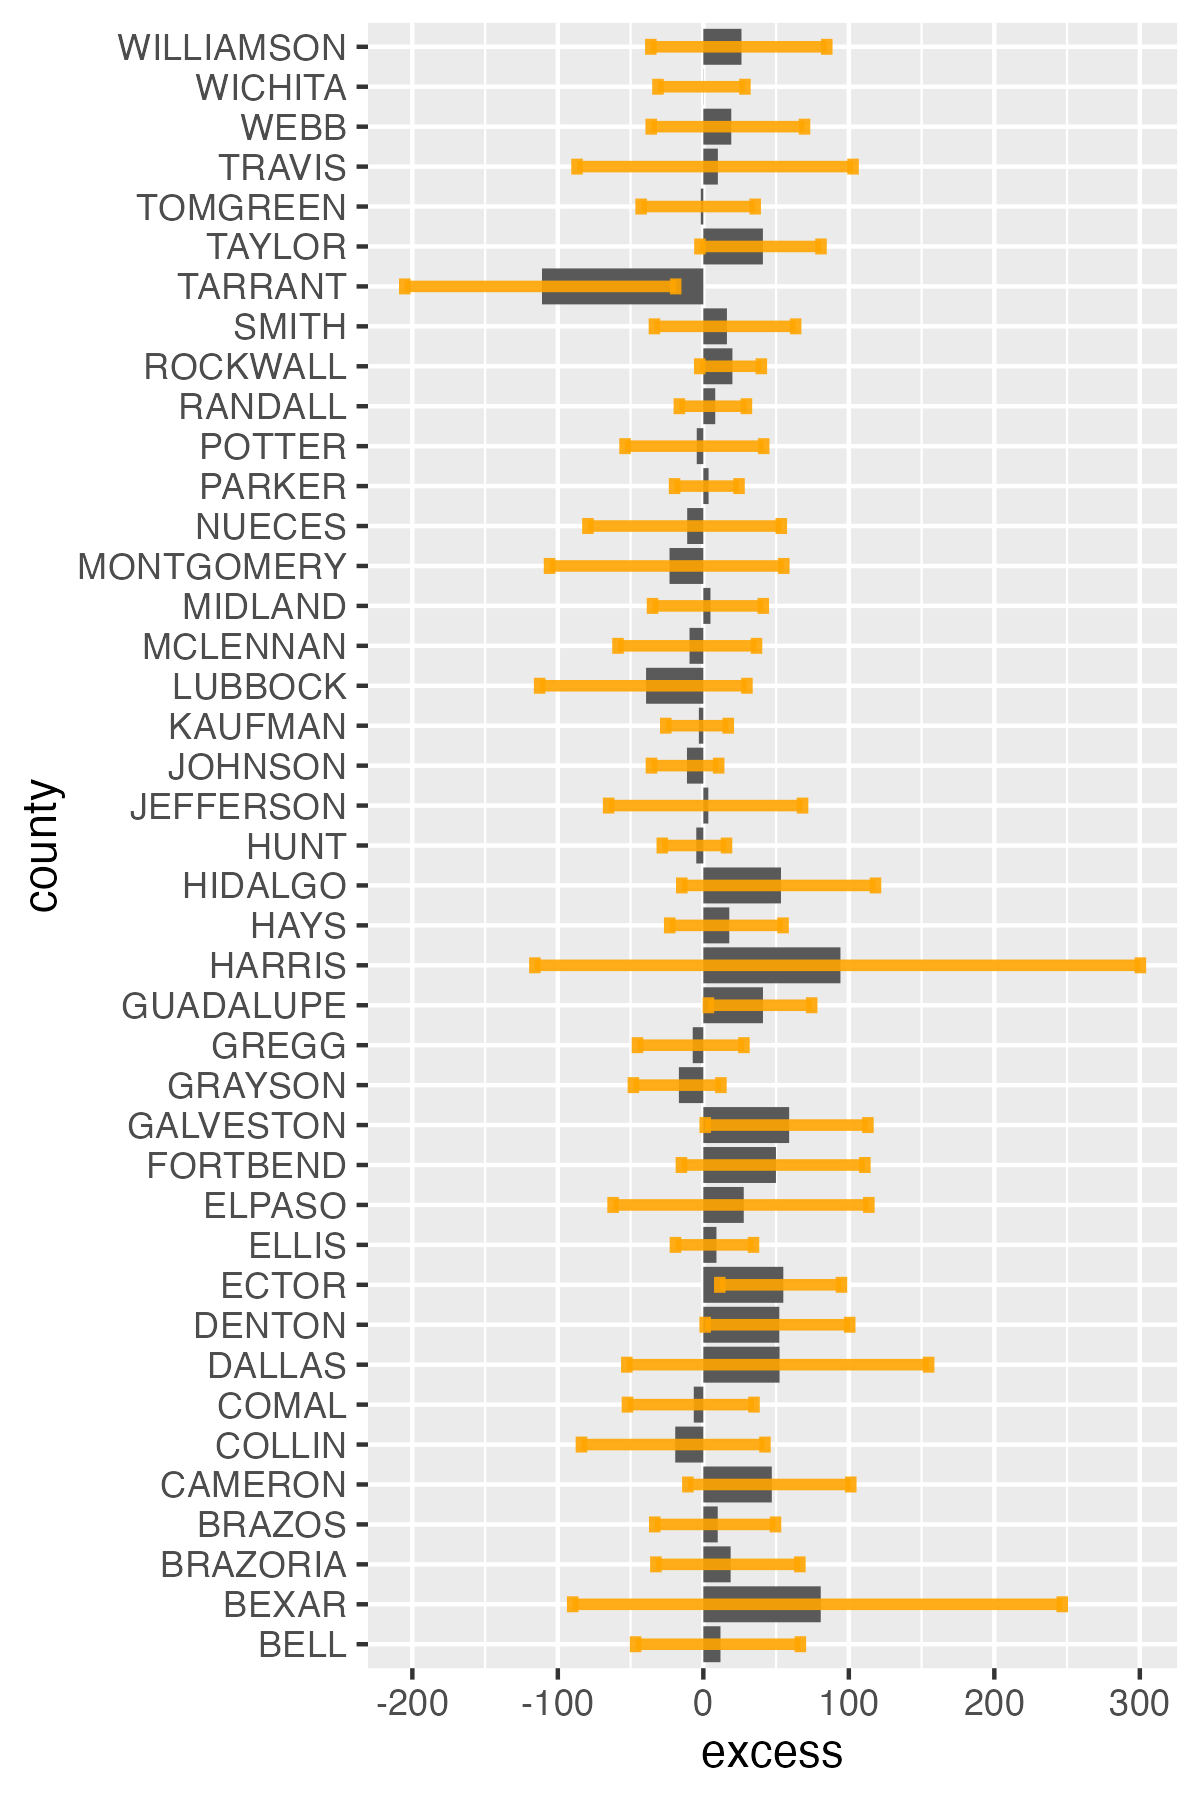 WILLIAMSON
WICHITA
WEBB
TRAVIS
TOMGREEN
TAYLOR
TARRANT
SMITH
ROCKWALL
RANDALL
POTTER
PARKER
NUECES
MONTGOMERY
MIDLAND
MCLENNAN
LUBBOCK
KAUFMAN
JOHNSON
JEFFERSON
HUNT
HIDALGO
HAYS
HARRIS
GUADALUPE
GREGG
GRAYSON
GALVESTON
FORTBEND
ELPASO
ELLIS
ECTOR
DENTON
DALLAS
COMAL
COLLIN
CAMERON
BRAZOS
BRAZORIA
BEXAR
BELL
county
-200 -100 0 100 200 300
excess